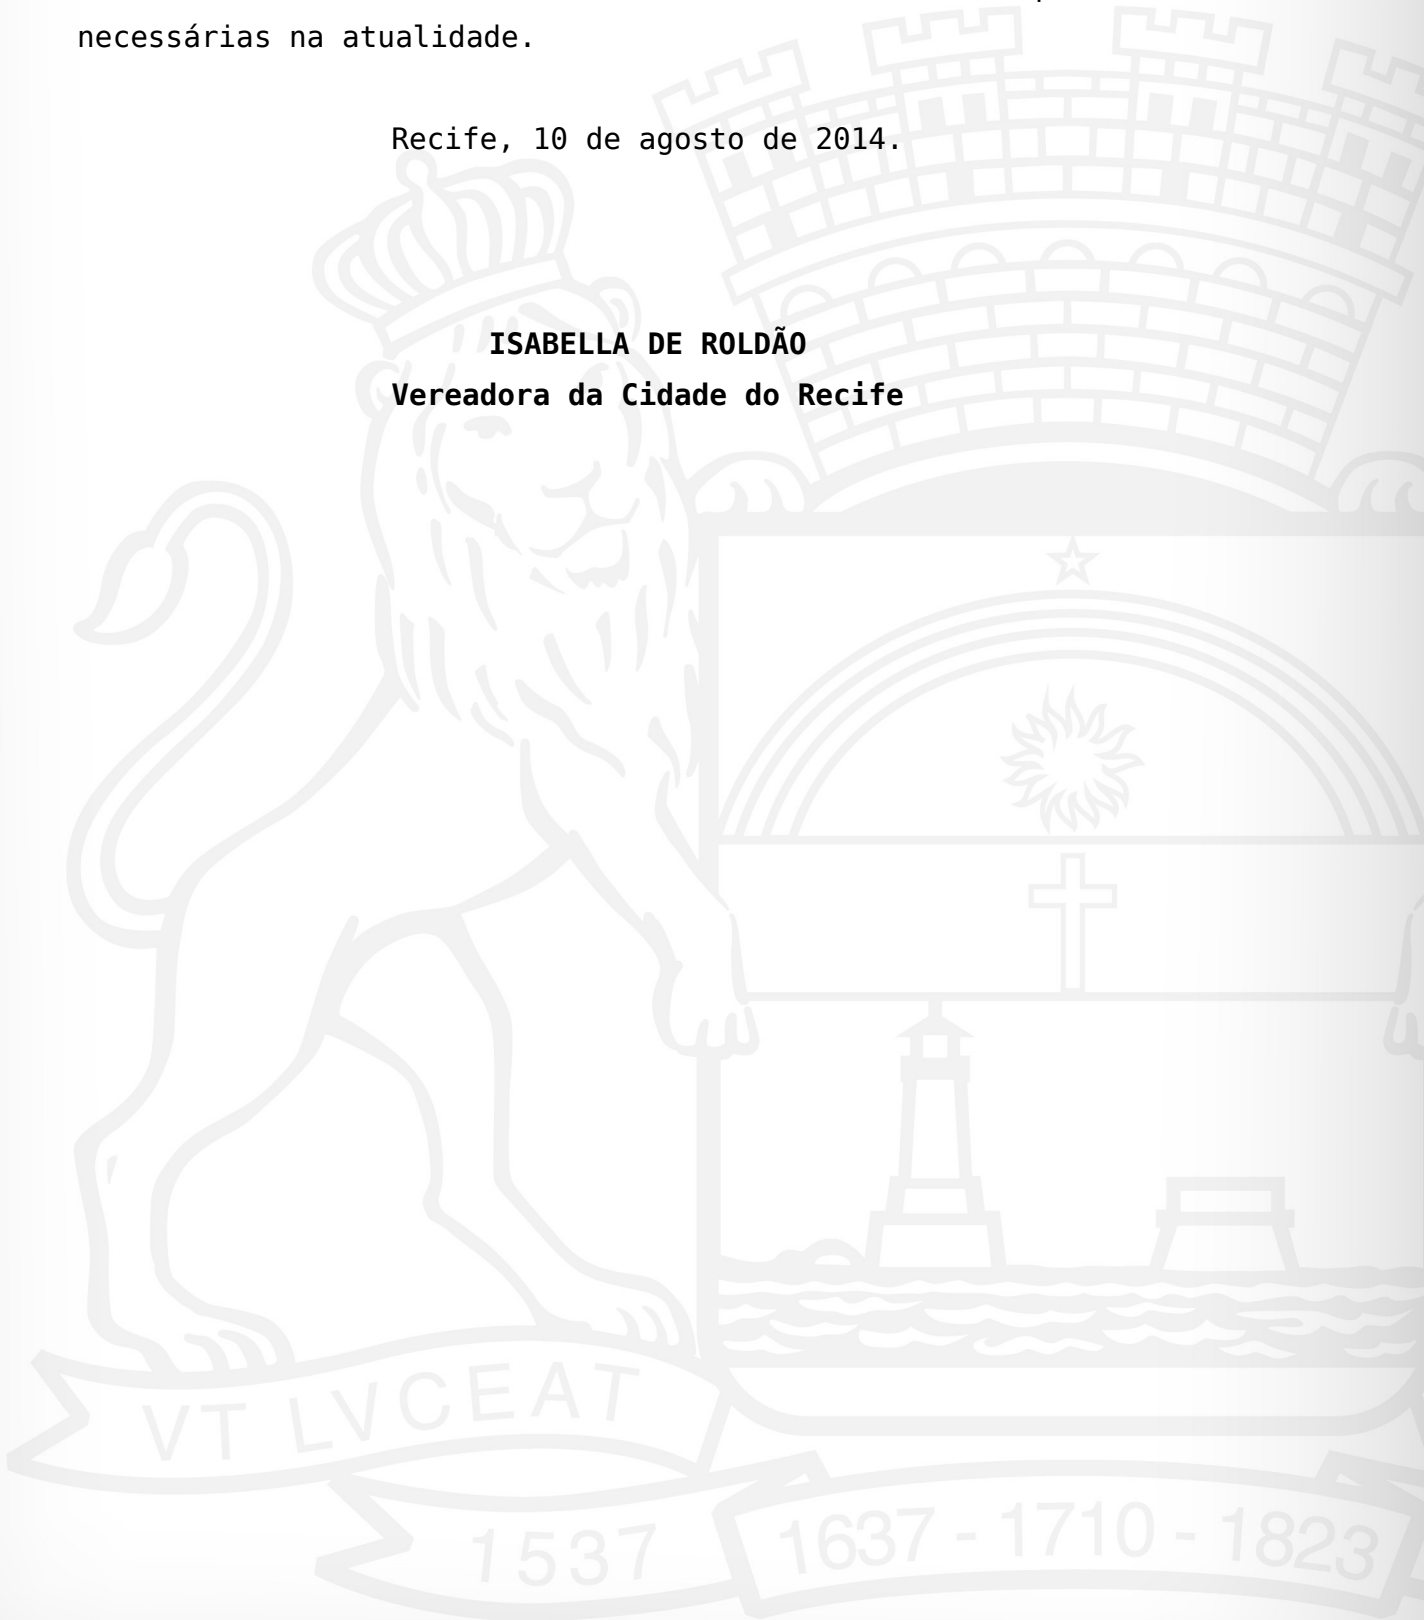 necessárias na atualidade.
Recife, 10 de agosto de 2014.
ISABELLA DE ROLDÃO
Vereadora da Cidade do Recife
VT LVCEAT
1537
1637 - 1710 - 1823